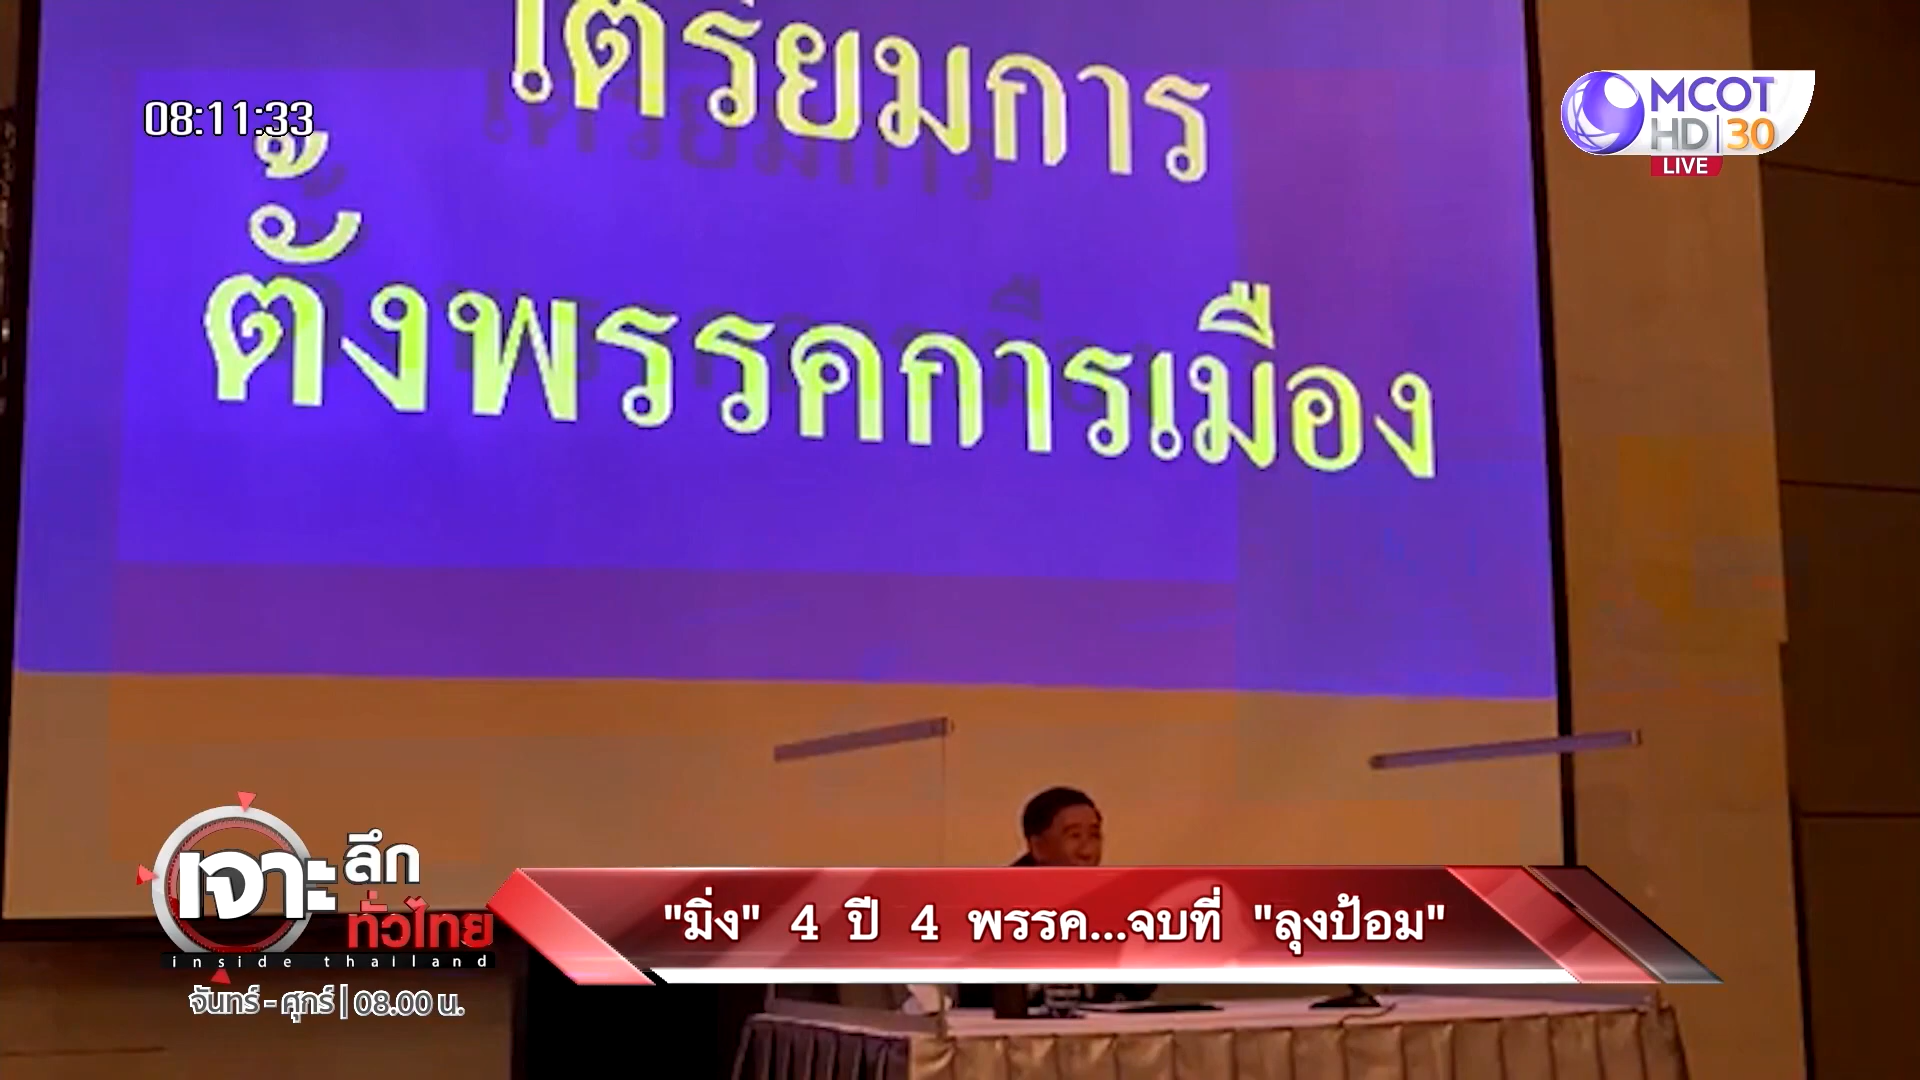 เตรียมการ
08:11:33
MCOT
HD 30
LIVE
ตั้งพรรคการเมือง
เจาะลึก
ทั่วไทย
inside thailand
"มิ่ง" 4 ปี 4 พรรค...จบที่ "ลุงป้อม"
จันทร์ - ศุกร์ | 08.00 น.